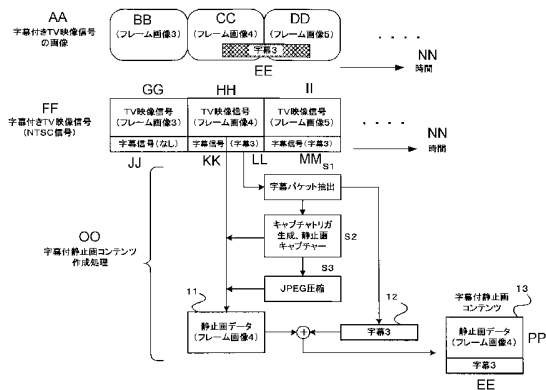 AA
字幕付きTV映像信号
の画像
BB
(フレーム画像3)
CC
(フレーム画像4)
DD
(フレーム画像5)
字幕3
EE
・・・・
NN
時間
FF
字幕付きTV映像信号
(NTSC信号)
GG
HH
II
TV映像信号
(フレーム画像3)
TV映像信号
(フレーム画像4)
TV映像信号
(フレーム画像5)
字幕信号(なし)
字幕信号 (字幕3)
字幕信号(字幕3)
・・・・
NN
時間
JJ
KK
LL
MM
OO
字幕付静止画コンテンツ
作成処理
S1
字幕パケット抽出
キャプチャトリガ
生成、静止画
キャプチャー
S2
S3
JPEG圧縮
11
静止画データ
(フレーム画像4)
12
字幕3
字幕付静止画
コンテンツ
13
静止画データ
(フレーム画像4)
字幕3
PP
EE